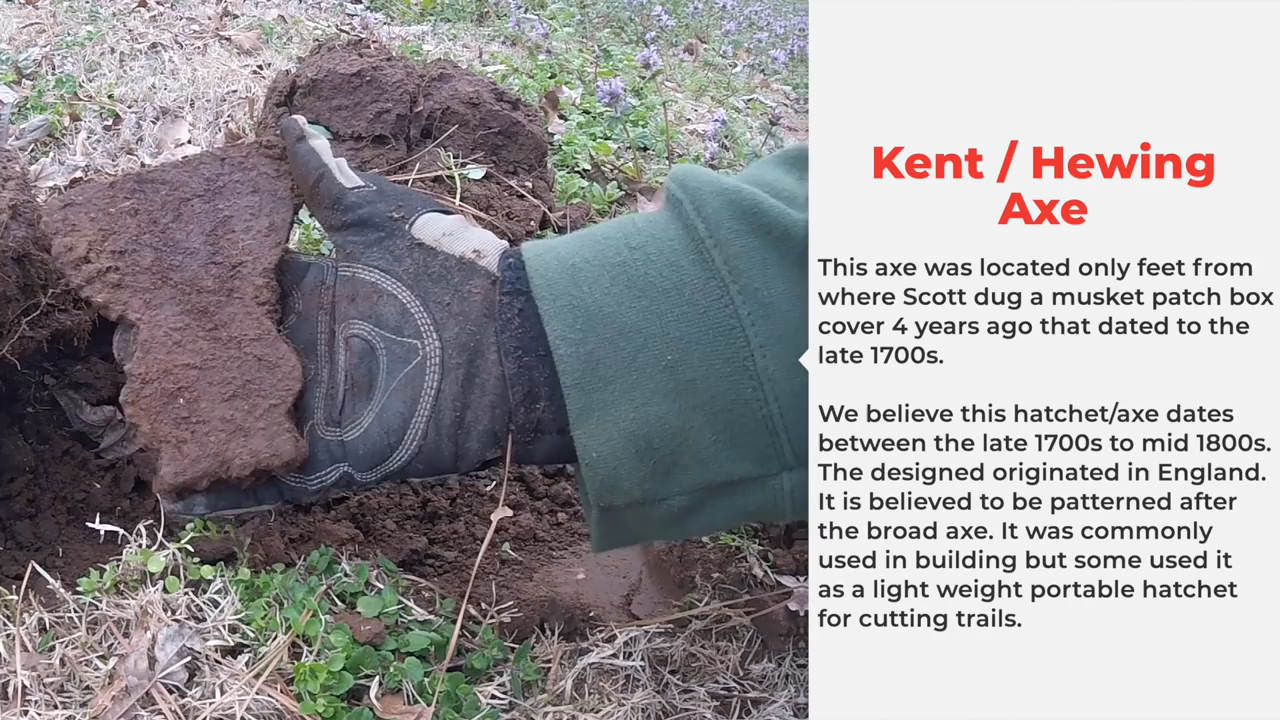 Kent / Hewing
Axe
This axe was located only feet from
where Scott dug a musket patch box
cover 4 years ago that dated to the
late 1700s.
We believe this hatchet/axe dates
between the late 1700s to mid 1800s.
The designed originated in England.
It is believed to be patterned after
the broad axe. It was commonly
used in building but some used it
as a light weight portable hatchet
for cutting trails.